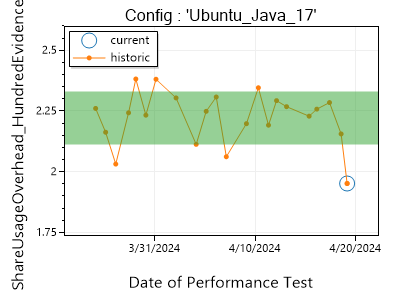 Config : 'Ubuntu_Java_17'
ShareUsageOverhead_HundredEvidence
current
historic
2.5
2.25
2
1.75
3/31/2024
4/10/2024
4/20/2024
Date of Performance Test